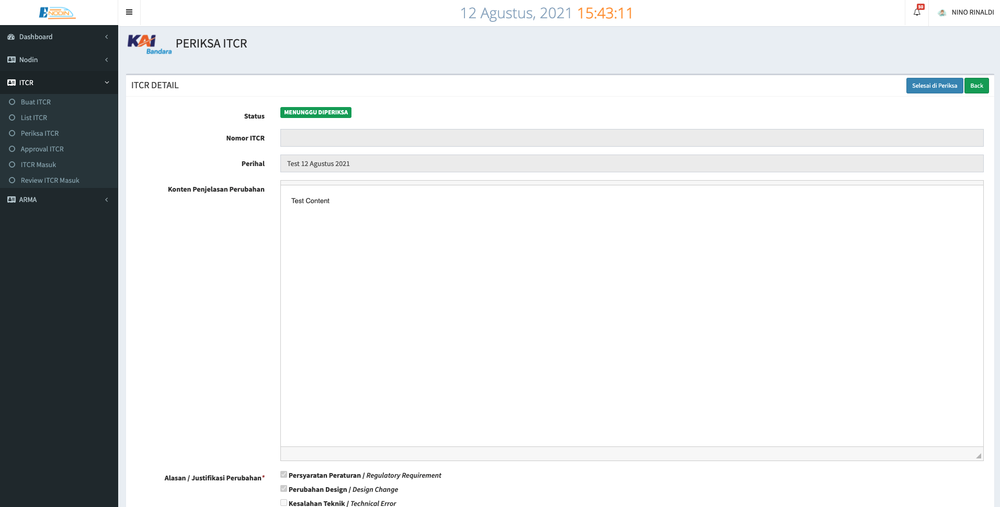 ENODIN
12 Agustus, 2021 15:43:11
50
NINO RINALDI
Dashboard
Nodin
ITCR
Buat ITCR
List ITCR
Periksa ITCR
Approval ITCR
ITCR Masuk
Review ITCR Masuk
ARMA
KAI Bandara
PERIKSA ITCR
ITCR DETAIL
Selesai di Periksa
Back
Status
MENUNGGU DIPERIKSA
Nomor ITCR
Perihal
Test 12 Agustus 2021
Konten Penjelasan Perubahan
Test Content
Alasan / Justifikasi Perubahan*
Persyaratan Peraturan / Regulatory Requirement
Perubahan Design / Design Change
Kesalahan Teknik / Technical Error